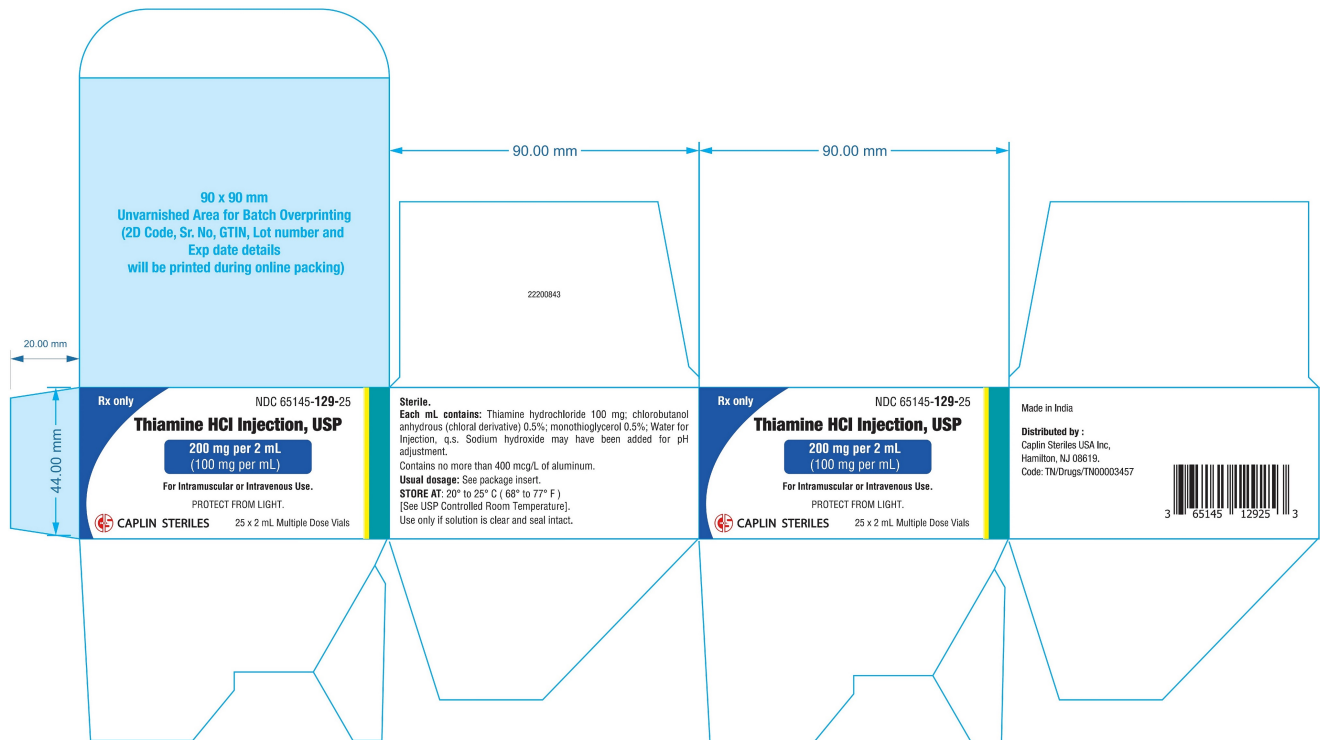 90.00 mm
90.00 mm
90 x 90 mm
Unvarnished Area for Batch Overprinting
(2D Code, Sr. No, GTIN, Lot number and
Exp date details
will be printed during online packing)
22200843
20.00 mm
44.00 mm
Rx only
NDC 65145-129-25
Thiamine HCl Injection, USP
200 mg per 2 mL
(100 mg per mL)
For Intramuscular or Intravenous Use.
PROTECT FROM LIGHT.
CAPLIN STERILES
25 x 2 mL Multiple Dose Vials
Sterile.
Each mL contains: Thiamine hydrochloride 100 mg; chlorobutanol
anhydrous (chloral derivative) 0.5%; monothioglycerol 0.5%; Water for
Injection, q.s. Sodium hydroxide may have been added for pH
adjustment.
Contains no more than 400 mcg/L of aluminum.
Usual dosage: See package insert.
STORE AT: 20° to 25° C ( 68° to 77° F )
[See USP Controlled Room Temperature].
Use only if solution is clear and seal intact.
Rx only
NDC 65145-129-25
Thiamine HCl Injection, USP
200 mg per 2 mL
(100 mg per mL)
For Intramuscular or Intravenous Use.
PROTECT FROM LIGHT.
CAPLIN STERILES
25 x 2 mL Multiple Dose Vials
Made in India
Distributed by :
Caplin Steriles USA Inc,
Hamilton, NJ 08619.
Code: TN/Drugs/TN00003457
3 65145 12925 3